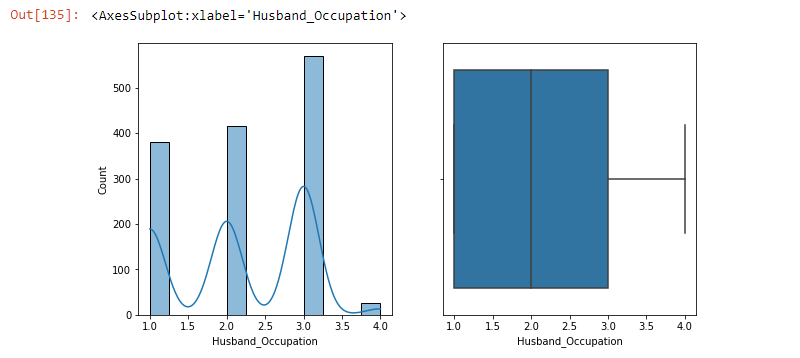 Out[135]: <AxesSubplot:xlabel='Husband_Occupation'>
500
400
300
200
100
0
Count
1.0 1.5 2.0 2.5 3.0 3.5 4.0
Husband_Occupation
1.0 1.5 2.0 2.5 3.0 3.5 4.0
Husband_Occupation